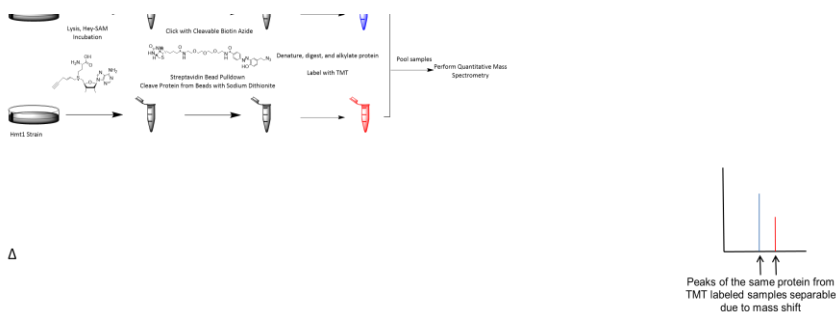 Lysis, Hey-SAM
Incubation
Click with Cleavable Biotin Azide
Denature, digest, and alkylate protein
Label with TMT
Streptavidin Bead Pulldown
Cleave Protein from Beads with Sodium Dithionite
Pool samples
Perform Quantitative Mass
Spectrometry
Hmt1 Strain
Δ
Peaks of the same protein from
TMT labeled samples separable
due to mass shift